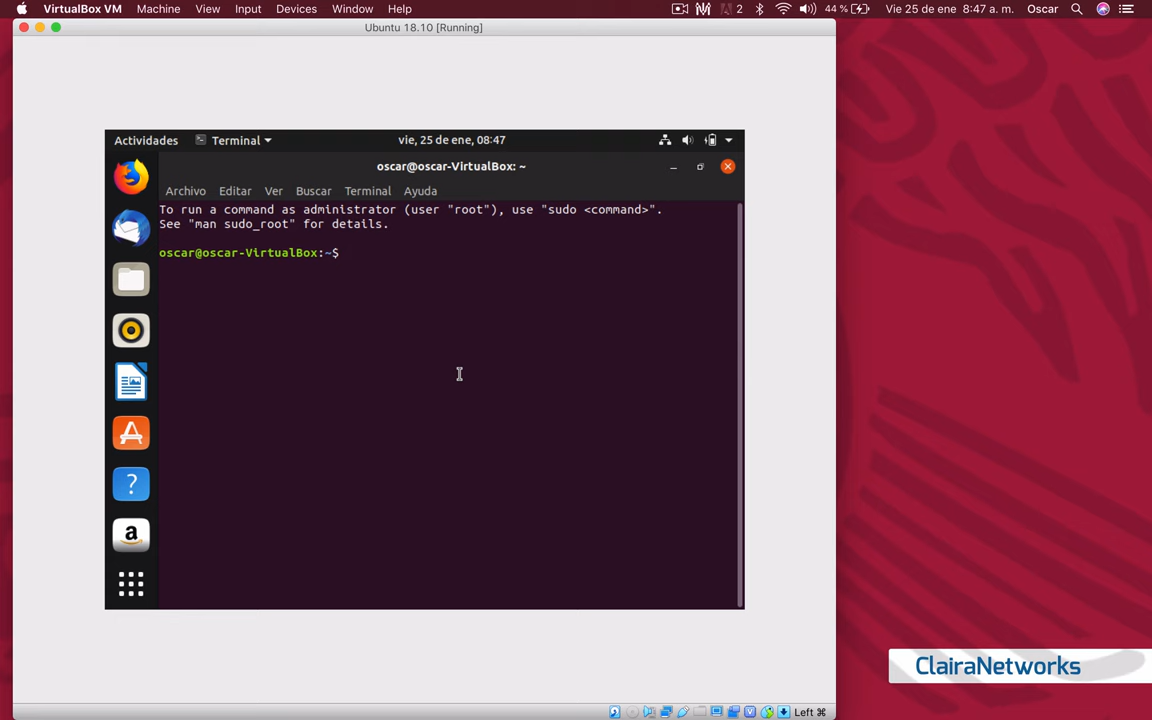 VirtualBox VM Machine View Input Devices Window Help 2 44 % Vie 25 de ene 8:47 a. m. Oscar
Ubuntu 18.10 [Running]
Actividades Terminal vie, 25 de ene, 08:47
oscar@oscar-VirtualBox: ~
Archivo Editar Ver Buscar Terminal Ayuda
To run a command as administrator (user "root"), use "sudo <command>".
See "man sudo_root" for details.
oscar@oscar-VirtualBox:~$
?
a
ClairaNetworks
Left ⌘